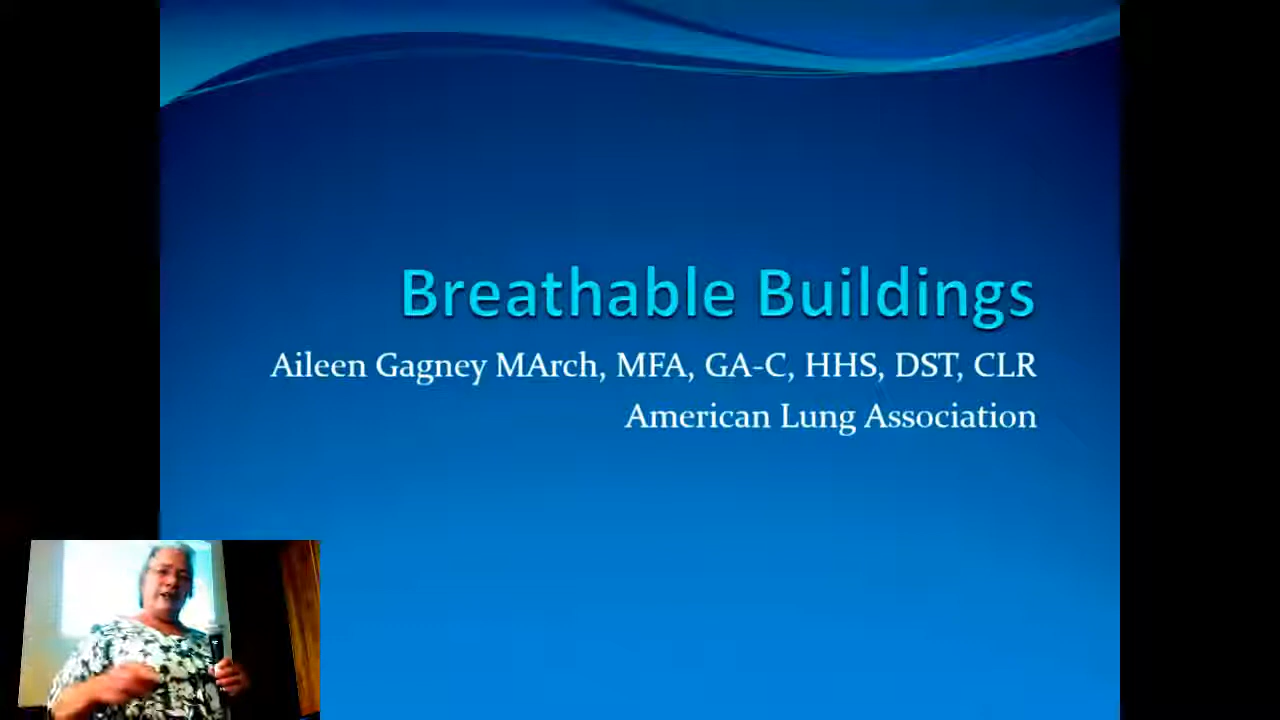 Breathable Buildings
Aileen Gagney MArch, MFA, GA-C, HHS, DST, CLR
American Lung Association